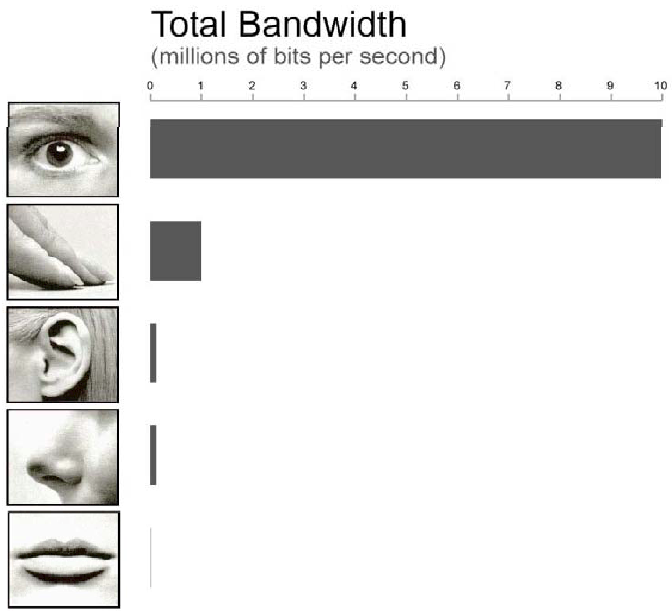 Total Bandwidth
(millions of bits per second)
0 1 2 3 4 5 6 7 8 9 10